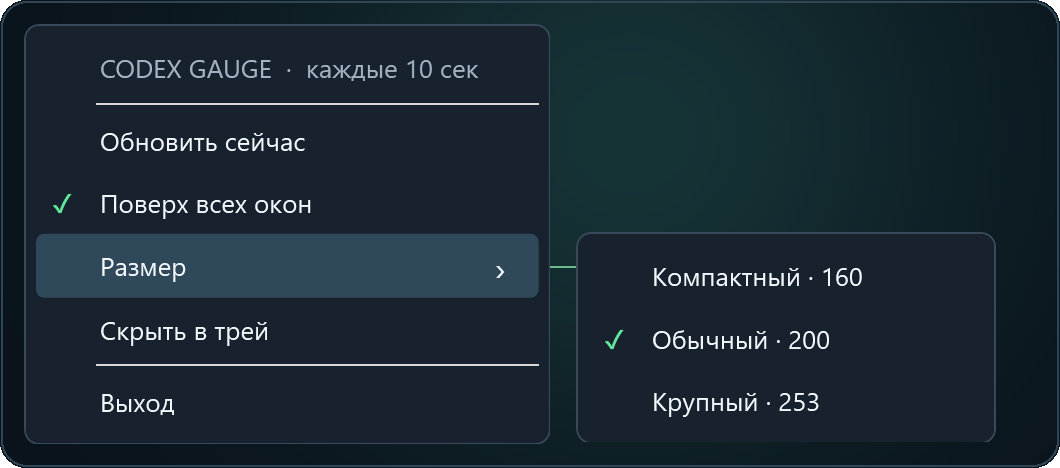 CODEX GAUGE · каждые 10 сек
Обновить сейчас
✓ Поверх всех окон
Размер ›
Скрыть в трей
Выход
Компактный · 160
✓ Обычный · 200
Крупный · 253